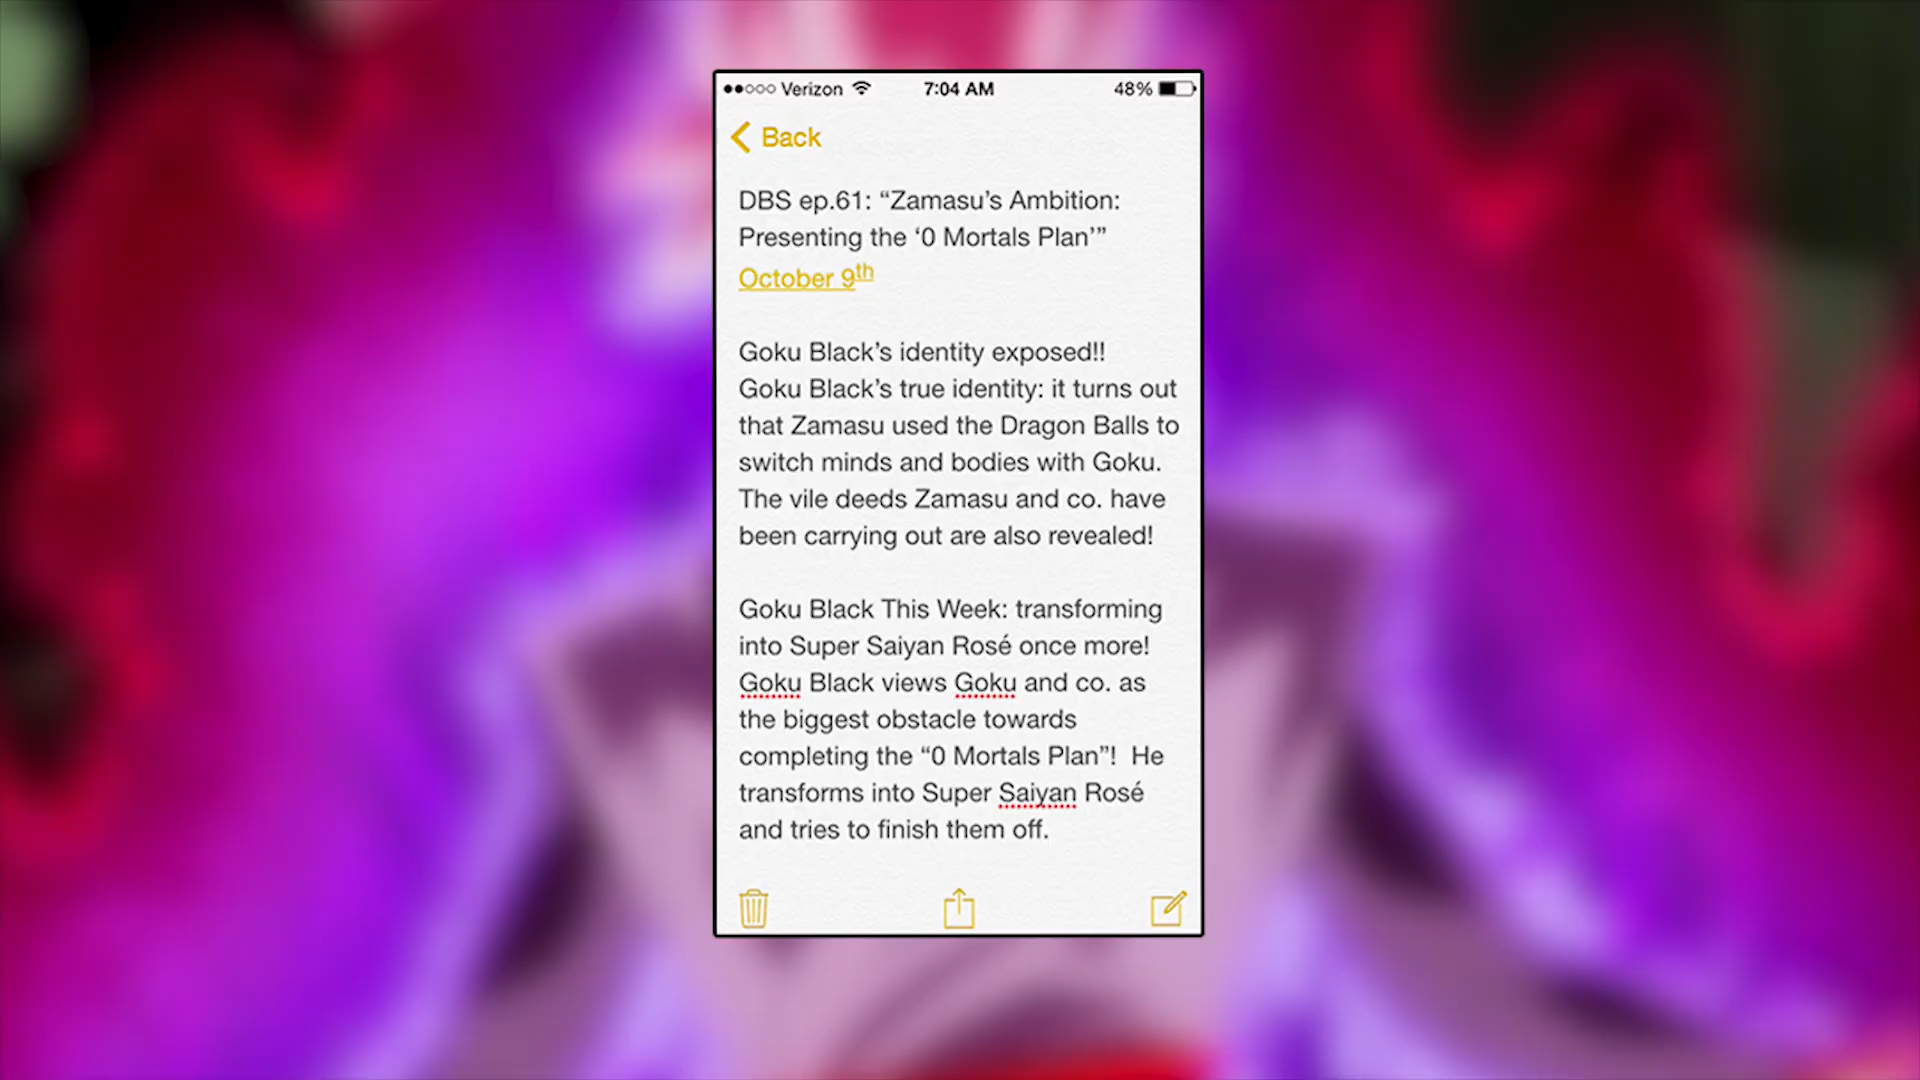 Verizon 7:04 AM 48%
Back
DBS ep.61: “Zamasu’s Ambition:
Presenting the ‘0 Mortals Plan’”
October 9th
Goku Black’s identity exposed!!
Goku Black’s true identity: it turns out
that Zamasu used the Dragon Balls to
switch minds and bodies with Goku.
The vile deeds Zamasu and co. have
been carrying out are also revealed!
Goku Black This Week: transforming
into Super Saiyan Rosé once more!
Goku Black views Goku and co. as
the biggest obstacle towards
completing the “0 Mortals Plan”!  He
transforms into Super Saiyan Rosé
and tries to finish them off.